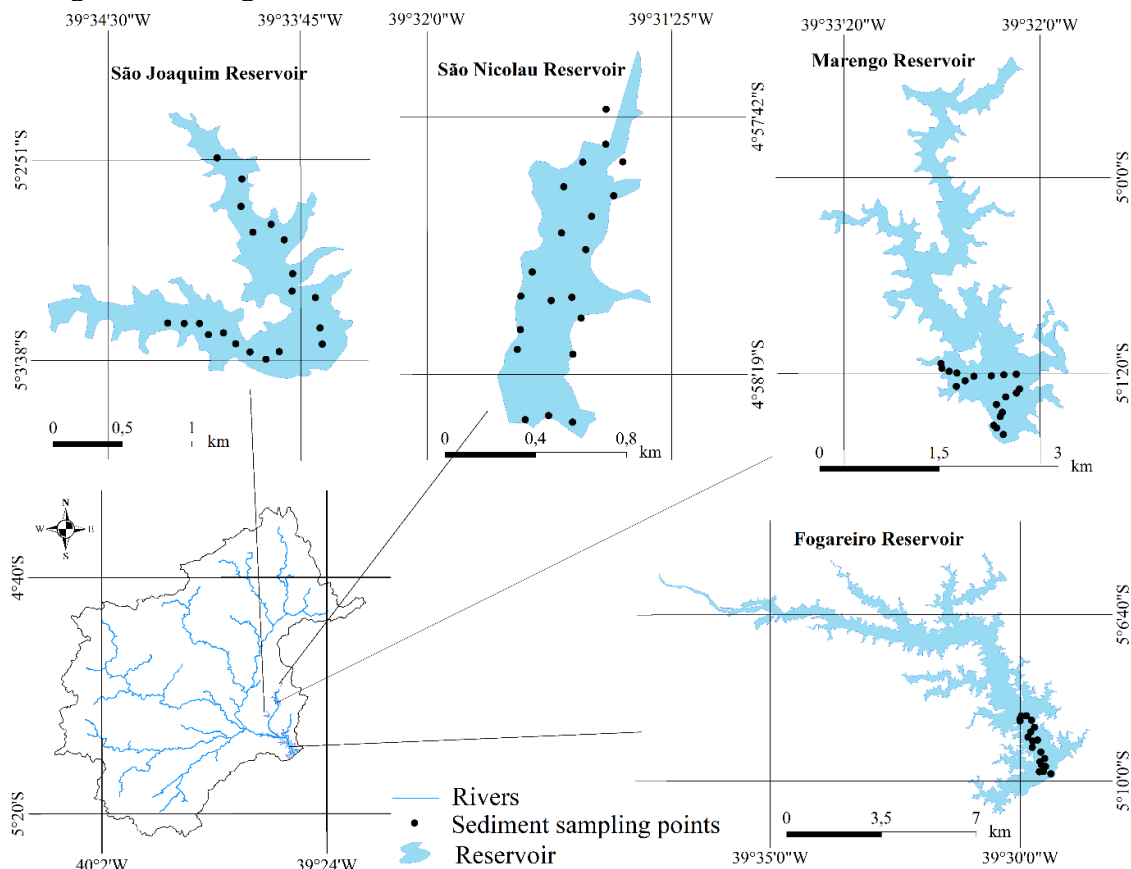 39°34'30"W
39°33'45"W
São Joaquim Reservoir
5°2'51"S
5°3'38"S
0
0,5
1
km
39°32'0"W
39°31'25"W
São Nicolau Reservoir
4°57'42"S
4°58'19"S
0
0,4
0,8
km
39°33'20"W
39°32'0"W
Marengo Reservoir
5°0'0"S
5°1'20"S
0
1,5
3
km
N
W
E
S
4°40'S
5°20'S
40°2'W
39°24'W
Rivers
Sediment sampling points
Reservoir
Fogareiro Reservoir
5°6'40"S
5°10'0"S
0
3,5
7
km
39°35'0"W
39°30'0"W